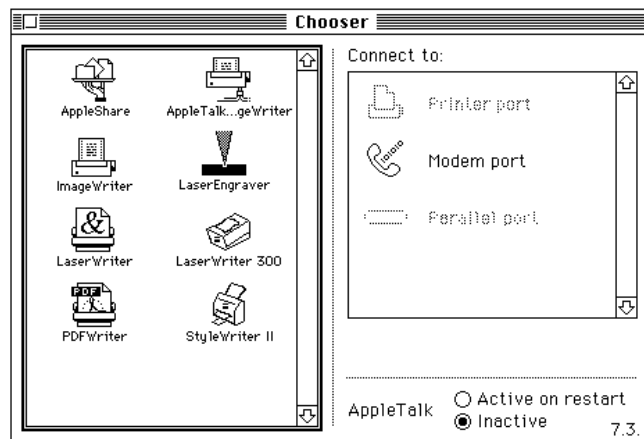 Chooser
AppleShare
AppleTalk...geWriter
ImageWriter
LaserEngraver
LaserWriter
LaserWriter 300
PDF
PDFWriter
StyleWriter II
Connect to:
Printer port
Modem port
Parallel port
AppleTalk
Active on restart
Inactive
7.3.